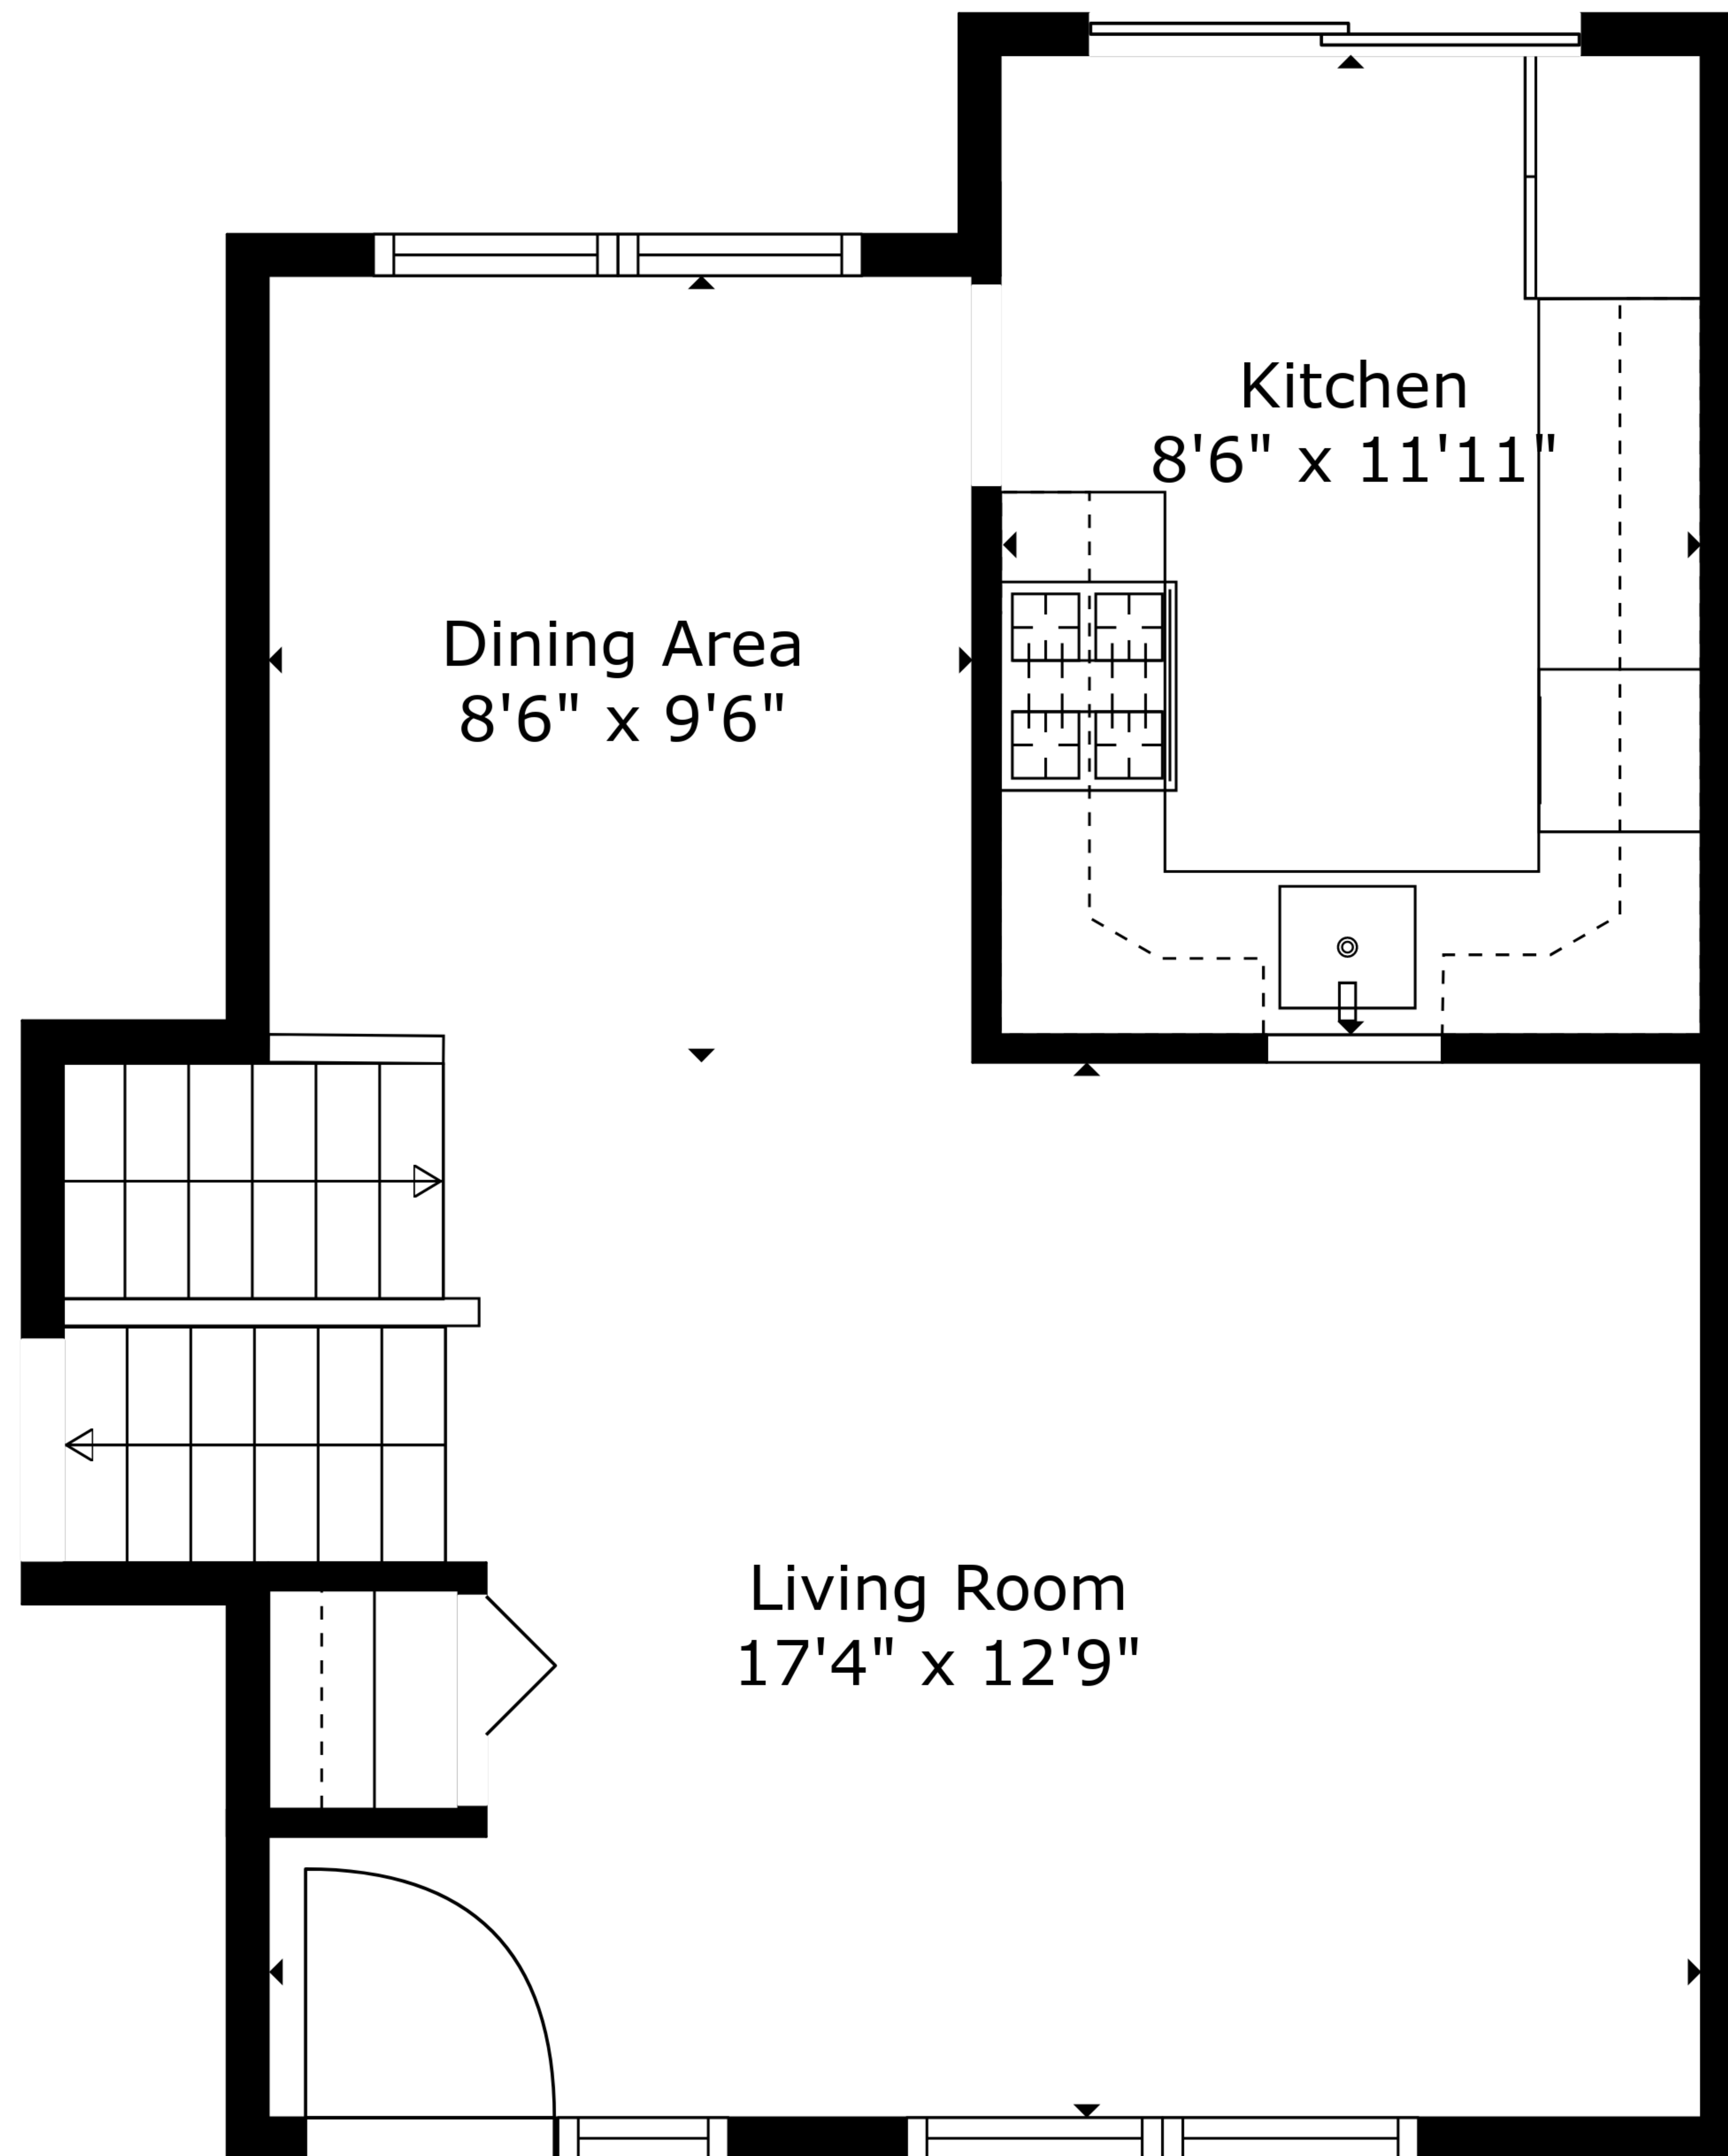 Kitchen
8'6" x 11'11"
Dining Area
8'6" x 9'6"
Living Room
17'4" x 12'9"